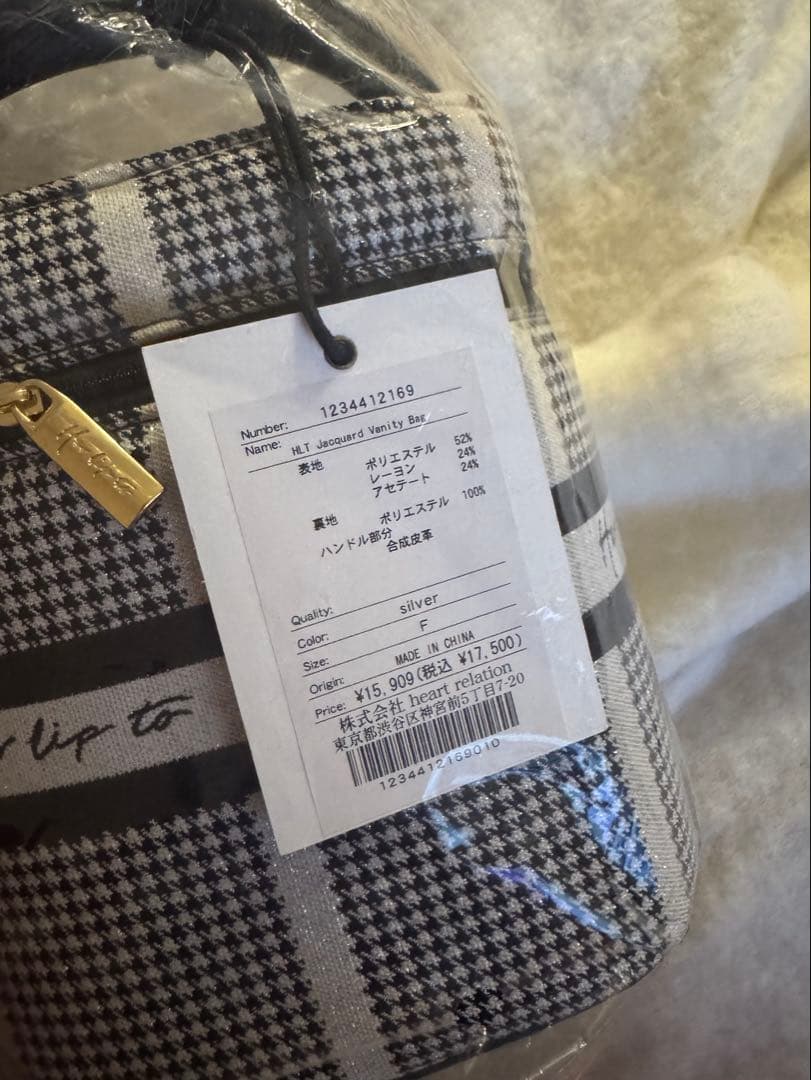 Number: 1234412169
Name: HLT Jacquard Vanity Bag
表地 ポリエステル 52%
レーヨン 24%
アセテート 24%
裏地 ポリエステル 100%
ハンドル部分
合成皮革
Quality:
Color: silver
Size: F
Origin: MADE IN CHINA
Price: ¥15,909(税込 ¥17,500)
株式会社 heart relation
東京都渋谷区神宮前5丁目7-20
1234412169010
lip to